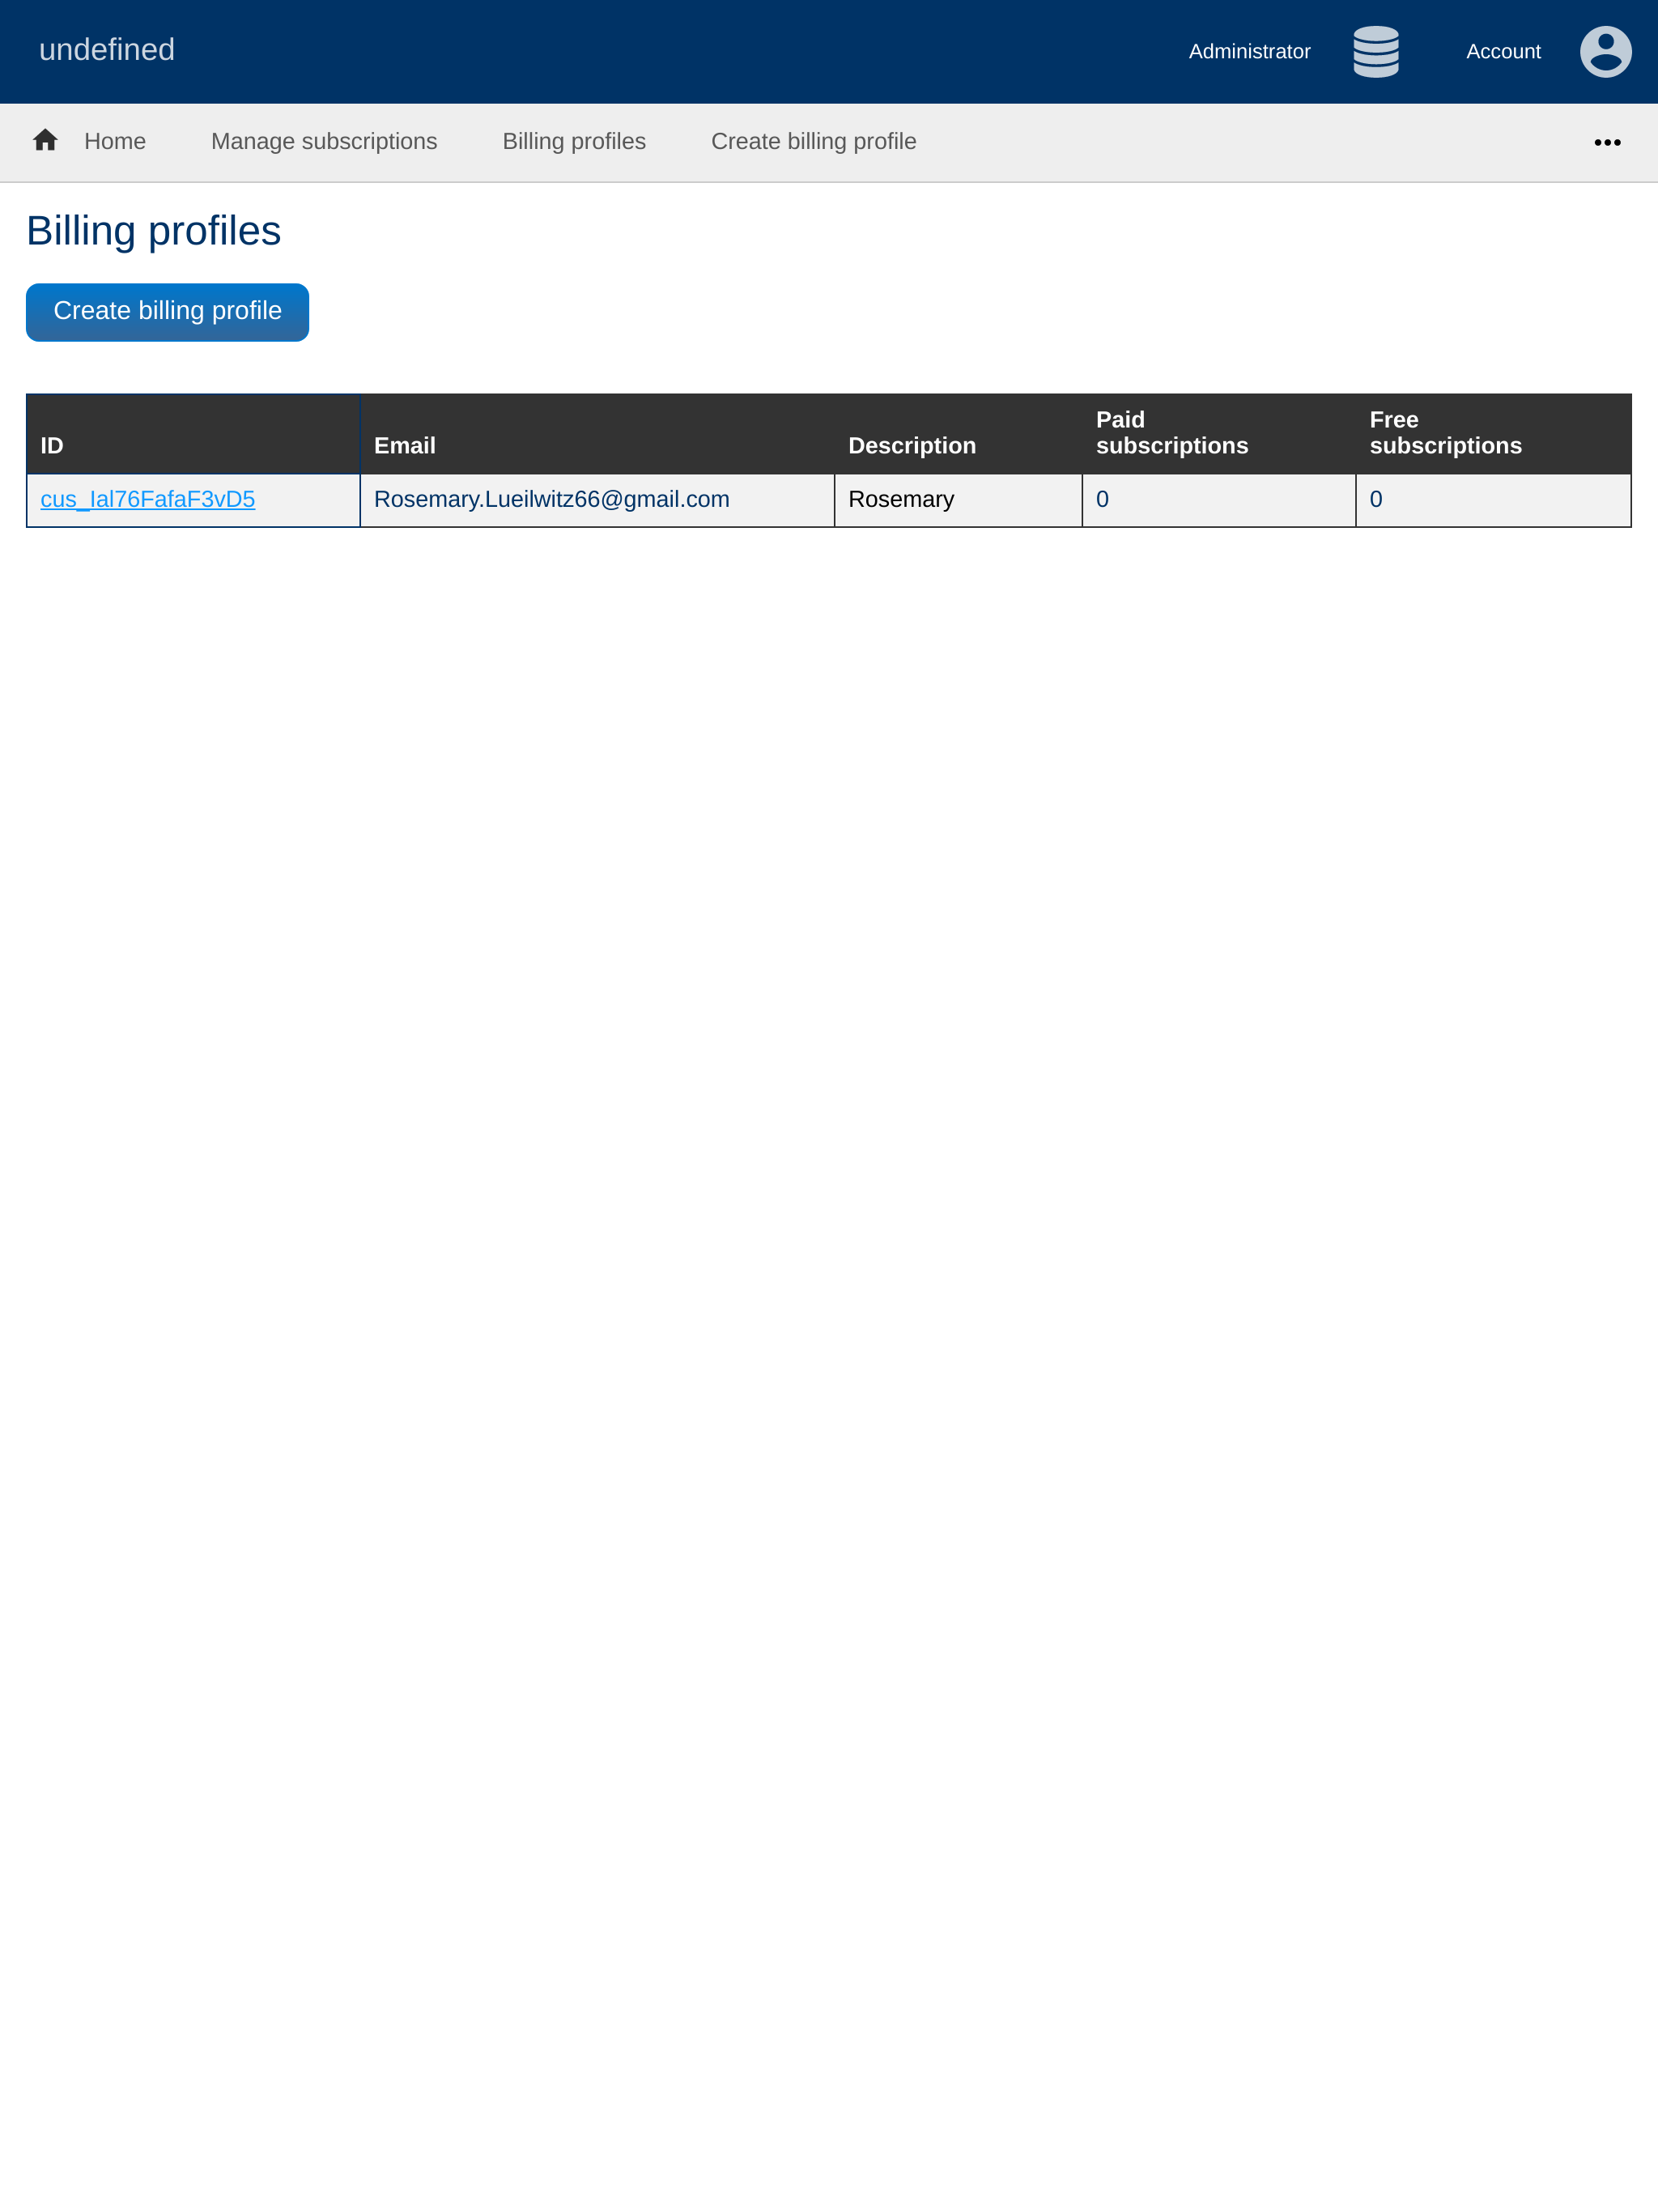 undefined
Administrator
Account
Home
Manage subscriptions
Billing profiles
Create billing profile
Billing profiles
Create billing profile
ID
Email
Description
Paid
subscriptions
Free
subscriptions
cus_Ial76FafaF3vD5
Rosemary.Lueilwitz66@gmail.com
Rosemary
0
0